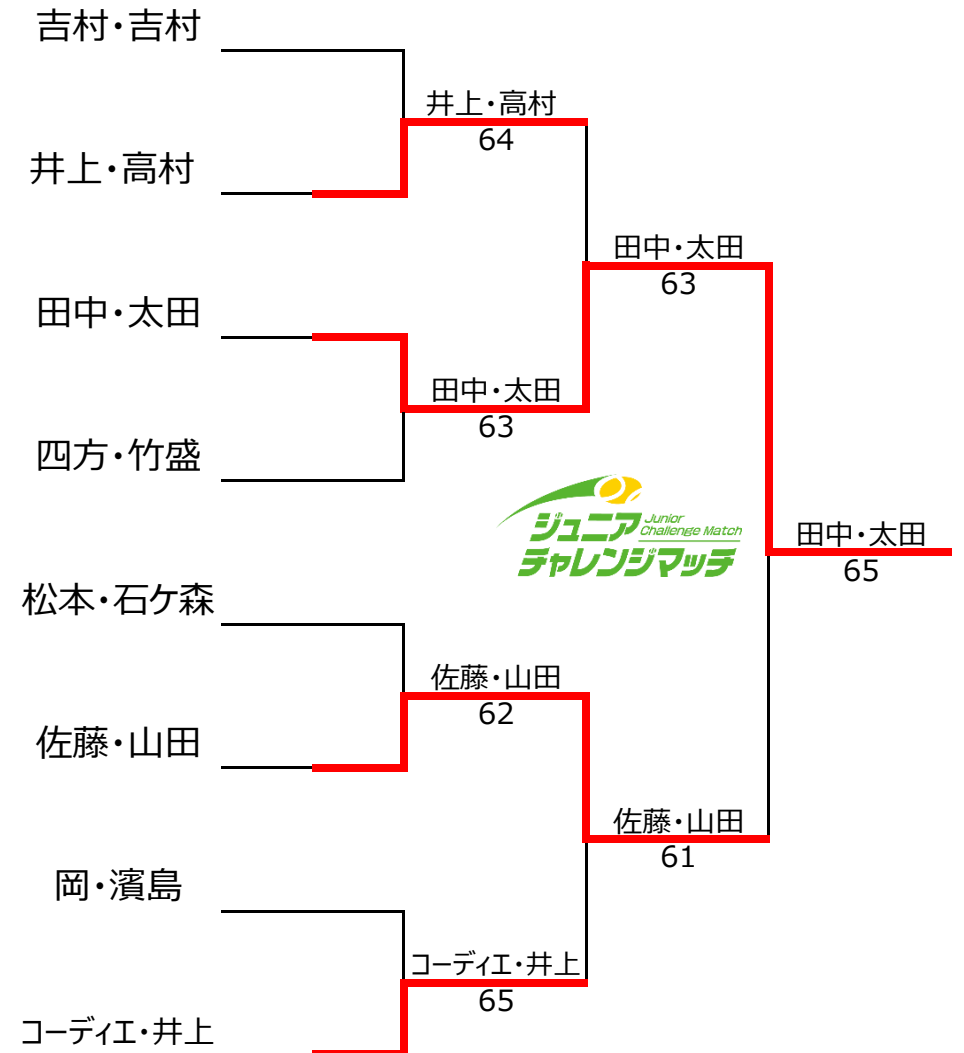 吉村・吉村
井上・高村
64
井上・高村
田中・太田
63
田中・太田
田中・太田
63
四方・竹盛
ジュニア
Junior
Challenge Match
チャレンジマッチ
田中・太田
65
松本・石ケ森
佐藤・山田
62
佐藤・山田
佐藤・山田
61
岡・濱島
コーディエ・井上
65
コーディエ・井上